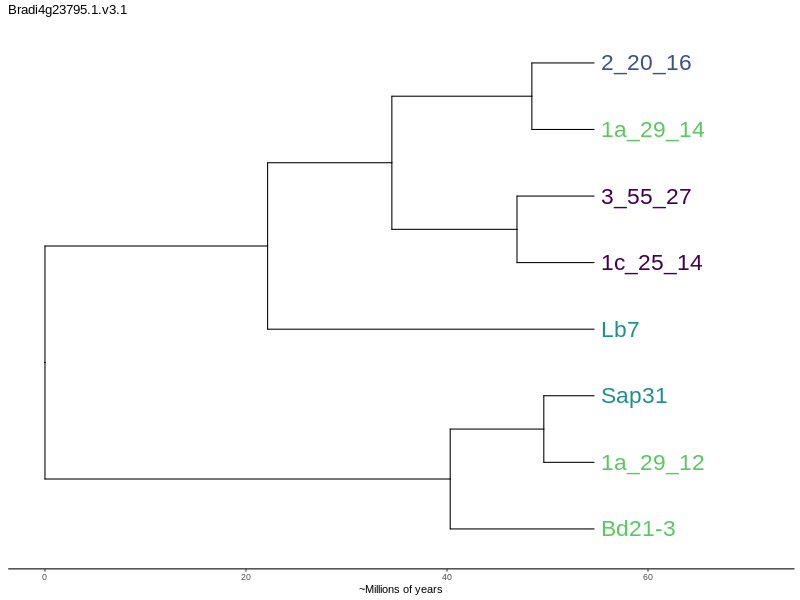 Bradi4g23795.1.v3.1
2_20_16
1a_29_14
3_55_27
1c_25_14
Lb7
Sap31
1a_29_12
Bd21-3
0 20 40 60
~Millions of years